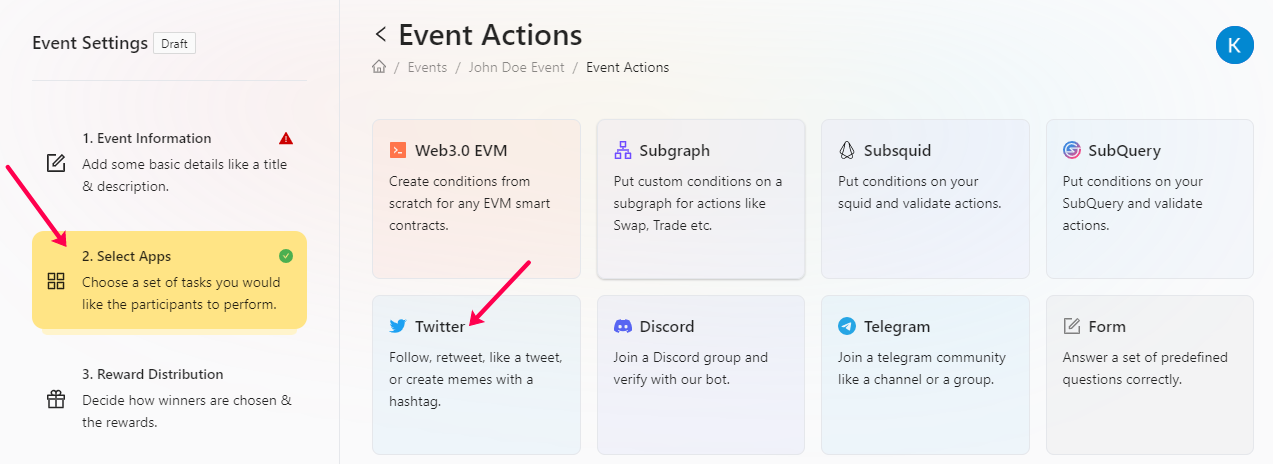 Event Settings Draft
1. Event Information
Add some basic details like a title
& description.
2. Select Apps
Choose a set of tasks you would
like the participants to perform.
3. Reward Distribution
Decide how winners are chosen &
the rewards.
Event Actions
K
/ Events / John Doe Event / Event Actions
Web3.0 EVM
Create conditions from
scratch for any EVM smart
contracts.
Subgraph
Put custom conditions on a
subgraph for actions like
Swap, Trade etc.
Subsquid
Put conditions on your
squid and validate actions.
SubQuery
Put conditions on your
SubQuery and validate
actions.
Twitter
Follow, retweet, like a tweet,
or create memes with a
hashtag.
Discord
Join a Discord group and
verify with our bot.
Telegram
Join a telegram community
like a channel or a group.
Form
Answer a set of predefined
questions correctly.